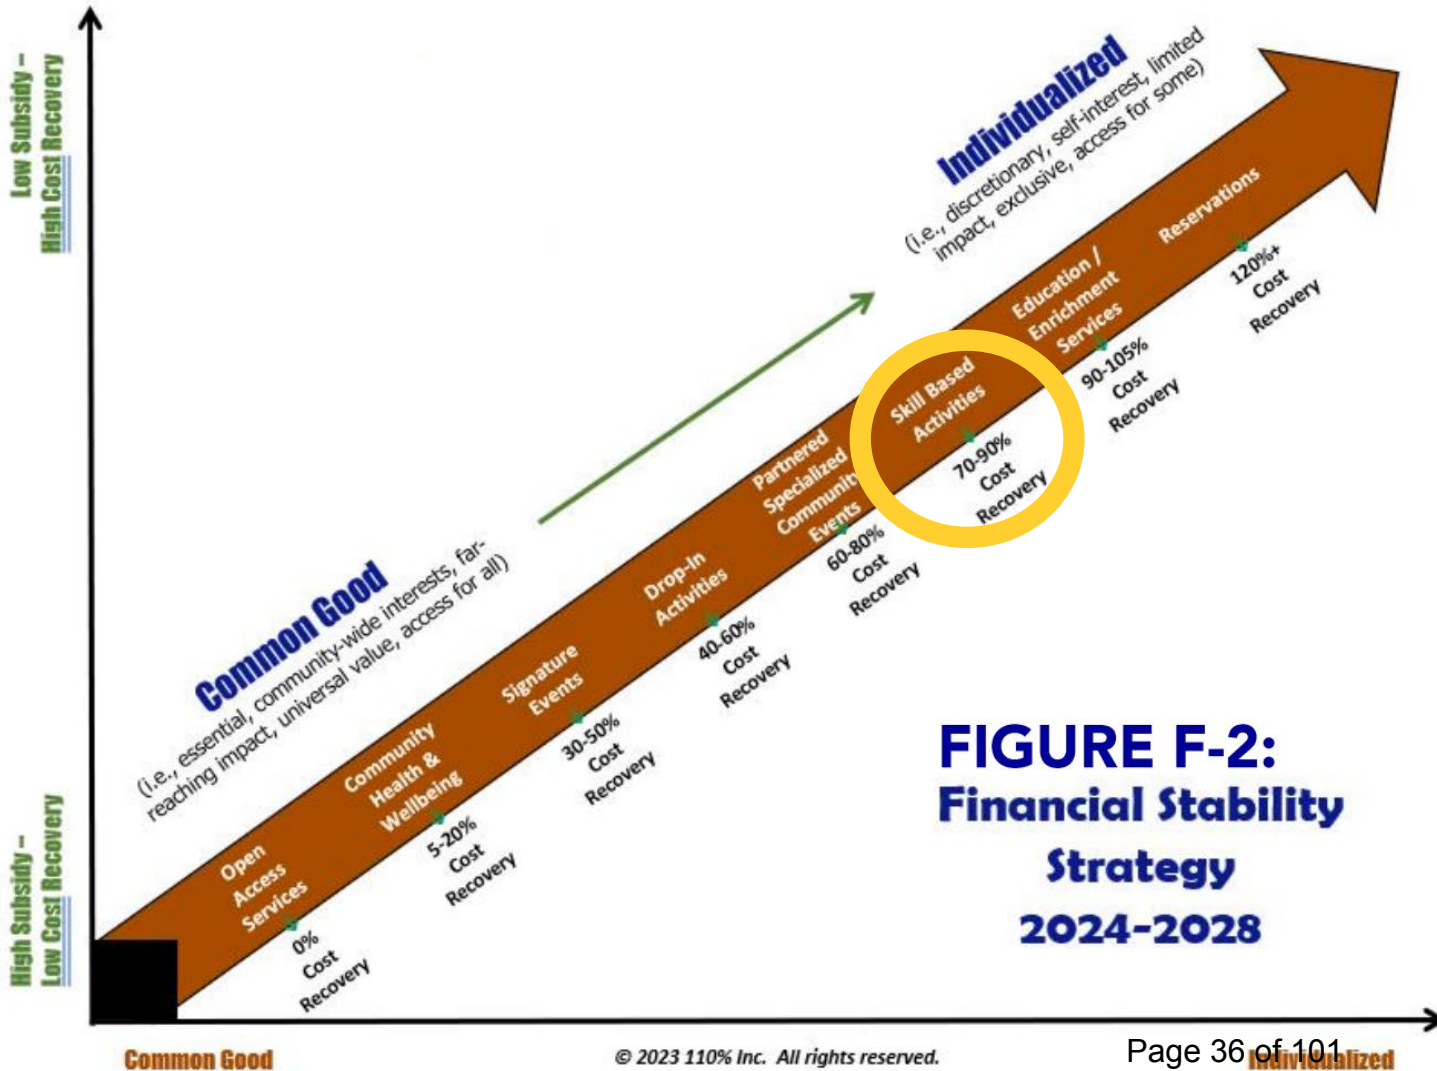 Low Subsidy –
High Cost Recovery
High Subsidy –
Low Cost Recovery
Individualized
(i.e., discretionary, self-interest, limited
impact, exclusive, access for some)
Common Good
(i.e., essential, community-wide interests, far-
reaching impact, universal value, access for all)
Open
Access
Services
0%
Cost
Recovery
Community
Health &
Wellbeing
5-20%
Cost
Recovery
Signature
Events
30-50%
Cost
Recovery
Drop-In
Activities
40-60%
Cost
Recovery
Partnered
Specialized
Community
Events
60-80%
Cost
Recovery
Skill Based
Activities
70-90%
Cost
Recovery
Education /
Enrichment
Services
90-105%
Cost
Recovery
Reservations
120%+
Cost
Recovery
FIGURE F-2:
Financial Stability
Strategy
2024-2028
Common Good
© 2023 110% Inc. All rights reserved.
Page 36 of 101
Individualized